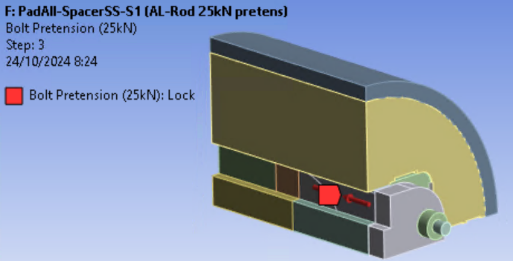 F: PadAll-SpacerSS-S1 (AL-Rod 25kN pretens)
Bolt Pretension (25kN)
Step: 3
24/10/2024 8:24
Bolt Pretension (25kN): Lock